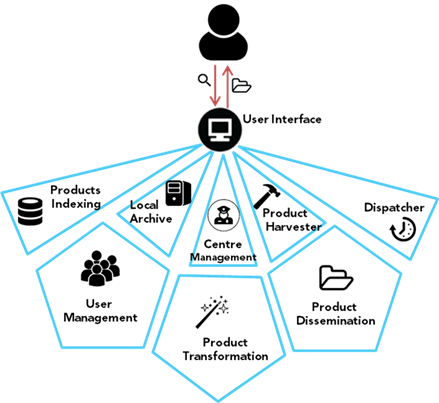 User Interface
Products
Indexing
Local
Archive
Centre
Management
Product
Harvester
Dispatcher
User
Management
Product
Transformation
Product
Dissemination